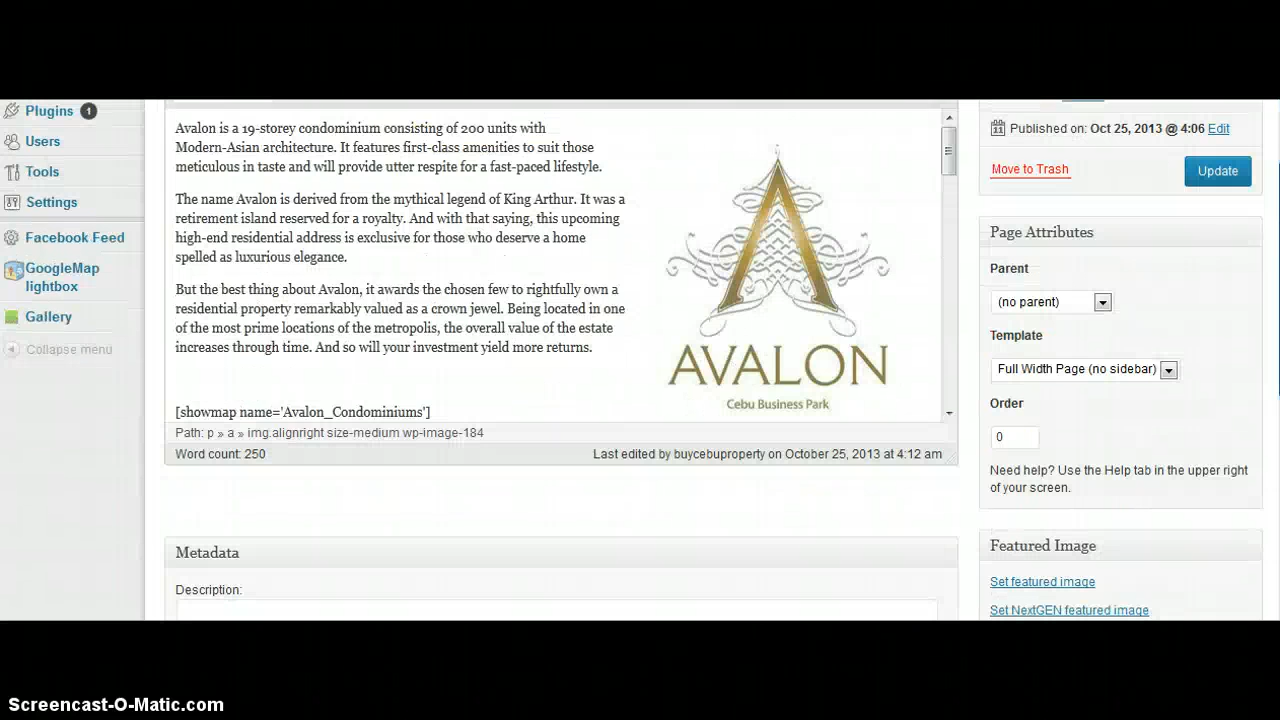 Plugins 1
Users
Tools
Settings
Facebook Feed
GoogleMap
lightbox
Gallery
Collapse menu
Avalon is a 19-storey condominium consisting of 200 units with
Modern-Asian architecture. It features first-class amenities to suit those
meticulous in taste and will provide utter respite for a fast-paced lifestyle.
The name Avalon is derived from the mythical legend of King Arthur. It was a
retirement island reserved for a royalty. And with that saying, this upcoming
high-end residential address is exclusive for those who deserve a home
spelled as luxurious elegance.
But the best thing about Avalon, it awards the chosen few to rightfully own a
residential property remarkably valued as a crown jewel. Being located in one
of the most prime locations of the metropolis, the overall value of the estate
increases through time. And so will your investment yield more returns.
[showmap name='Avalon_Condominiums']
A
AVALON
Cebu Business Park
Path: p » a » img.alignright size-medium wp-image-184
Word count: 250
Last edited by buycebuproperty on October 25, 2013 at 4:12 am
Metadata
Description:
Published on: Oct 25, 2013 @ 4:06 Edit
Move to Trash
Update
Page Attributes
Parent
(no parent)
Template
Full Width Page (no sidebar)
Order
0
Need help? Use the Help tab in the upper right
of your screen.
Featured Image
Set featured image
Set NextGEN featured image
Screencast-O-Matic.com